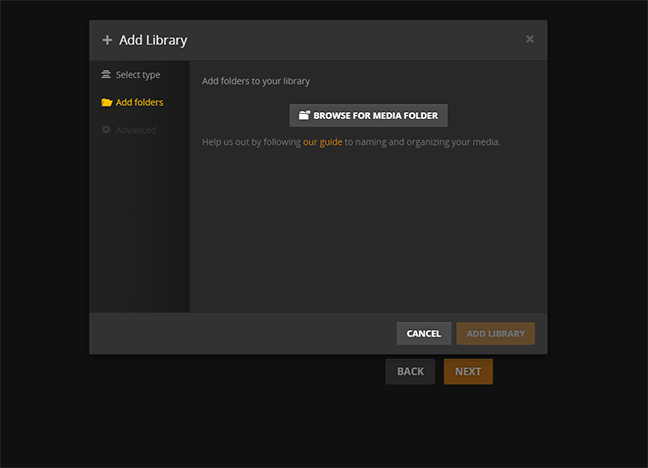 Add Library
Select type
Add folders
Advanced
Add folders to your library
BROWSE FOR MEDIA FOLDER
Help us out by following our guide to naming and organizing your media.
CANCEL
ADD LIBRARY
BACK
NEXT